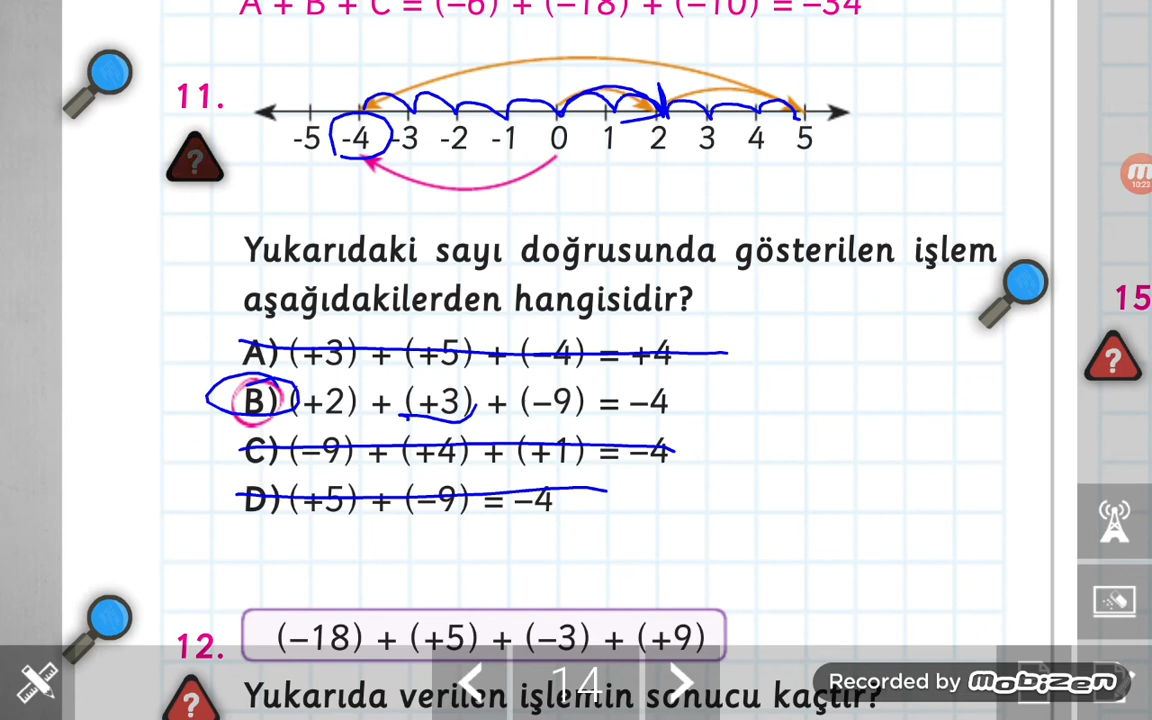 A + B + C = (−6) + (−18) + (−10) = −34
11.
-5 -4 -3 -2 -1 0 1 2 3 4 5
?
Yukarıdaki sayı doğrusunda gösterilen işlem
aşağıdakilerden hangisidir?
A) (+3) + (+5) + (−4) = +4
B) (+2) + (+3) + (−9) = −4
C) (−9) + (+4) + (+1) = −4
D) (+5) + (−9) = −4
12.
(−18) + (+5) + (−3) + (+9)
?
Yukarıda verilen işlemin sonucu kaçtır?
15
?
m
10:23
14
Recorded by mobizen